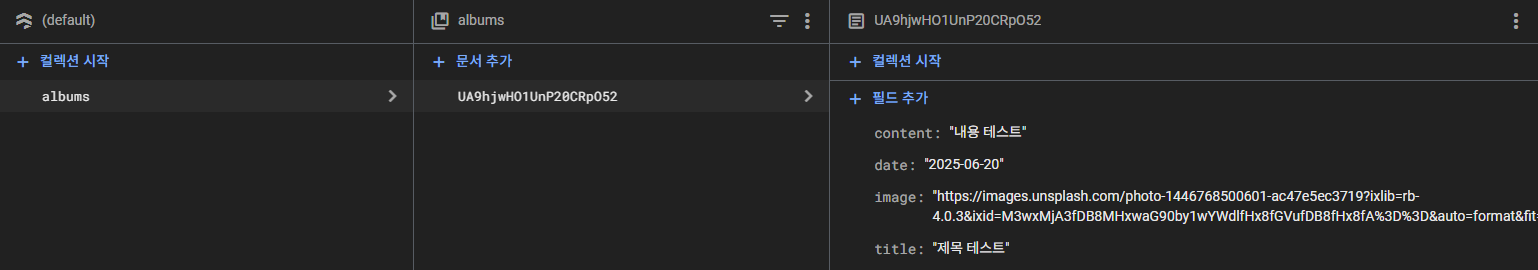 (default)
albums
UA9hjwHO1UnP20CRpO52
컬렉션 시작
문서 추가
컬렉션 시작
albums
UA9hjwHO1UnP20CRpO52
필드 추가
content: "내용 테스트"
date: "2025-06-20"
image: "https://images.unsplash.com/photo-1446768500601-ac47e5ec3719?ixlib=rb-
4.0.3&ixid=M3wxMjA3fDB8MHxwaG90by1wYWdlfHx8fGVufDB8fHx8fA%3D%3D&auto=format&fit=
title: "제목 테스트"